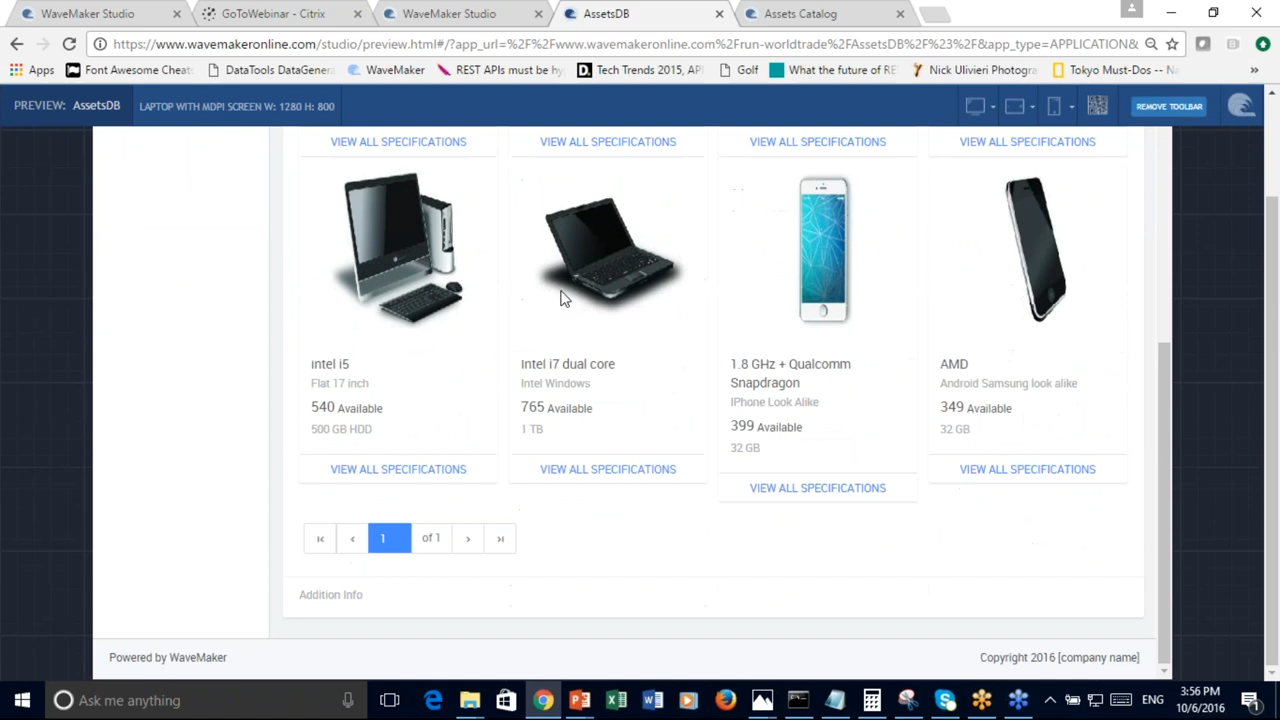 WaveMaker Studio
GoToWebinar - Citrix
WaveMaker Studio
AssetsDB
Assets Catalog
https://www.wavemakeronline.com/studio/preview.html#/?app_url=%2F%2Fwww.wavemakeronline.com%2Frun-worldtrade%2FAssetsDB%2F%23%2F&app_type=APPLICATION&
Apps
Font Awesome Cheats
DataTools DataGenera
WaveMaker
REST APIs must be hy
Tech Trends 2015, API
Golf
What the future of RE
Nick Ulivieri Photogra
Tokyo Must-Dos -- Na
PREVIEW: AssetsDB
LAPTOP WITH MDPI SCREEN W: 1280 H: 800
REMOVE TOOLBAR
VIEW ALL SPECIFICATIONS
VIEW ALL SPECIFICATIONS
VIEW ALL SPECIFICATIONS
VIEW ALL SPECIFICATIONS
intel i5
Flat 17 inch
540 Available
500 GB HDD
VIEW ALL SPECIFICATIONS
Intel i7 dual core
Intel Windows
765 Available
1 TB
VIEW ALL SPECIFICATIONS
1.8 GHz + Qualcomm
Snapdragon
IPhone Look Alike
399 Available
32 GB
VIEW ALL SPECIFICATIONS
AMD
Android Samsung look alike
349 Available
32 GB
VIEW ALL SPECIFICATIONS
1 of 1
Addition Info
Powered by WaveMaker
Copyright 2016 [company name]
Ask me anything
ENG
3:56 PM
10/6/2016